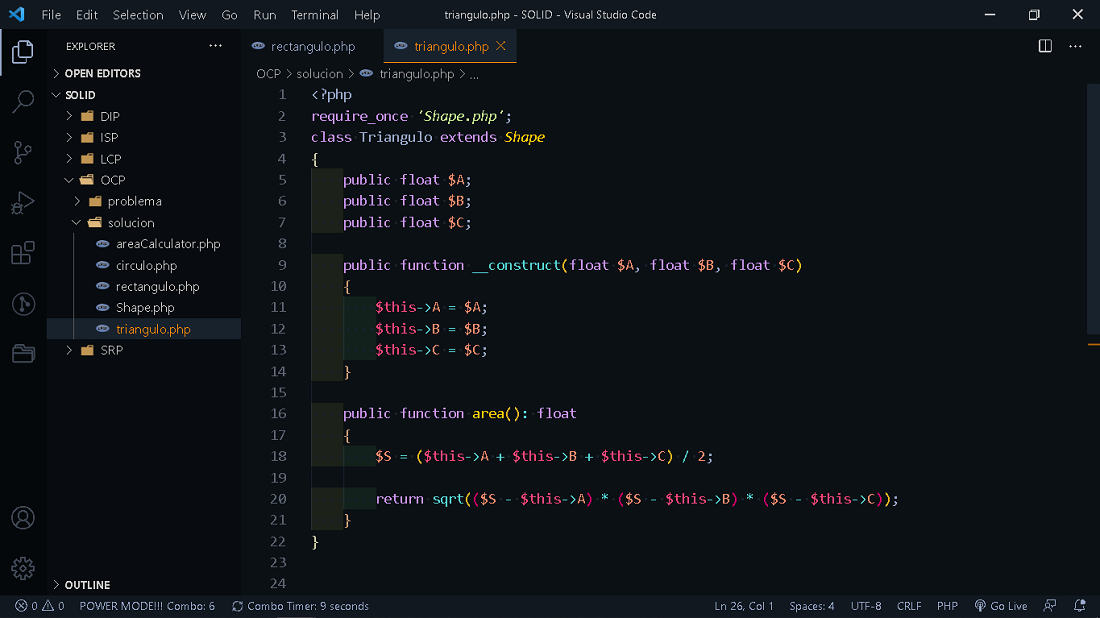 File Edit Selection View Go Run Terminal Help triangulo.php - SOLID - Visual Studio Code
EXPLORER ···
OPEN EDITORS
SOLID
DIP
ISP
LCP
OCP
problema
solucion
areaCalculator.php
circulo.php
rectangulo.php
Shape.php
triangulo.php
SRP
OUTLINE
rectangulo.php triangulo.php
OCP > solucion > triangulo.php > ...
1 <?php
2 require_once 'Shape.php';
3 class Triangulo extends Shape
4 {
5 public float $A;
6 public float $B;
7 public float $C;
8
9 public function __construct(float $A, float $B, float $C)
10 {
11 $this->A = $A;
12 $this->B = $B;
13 $this->C = $C;
14 }
15
16 public function area(): float
17 {
18 $S = ($this->A + $this->B + $this->C) / 2;
19
20 return sqrt(($S - $this->A) * ($S - $this->B) * ($S - $this->C));
21 }
22 }
23
24
0 0 POWER MODE!!! Combo: 6 Combo Timer: 9 seconds Ln 26, Col 1 Spaces: 4 UTF-8 CRLF PHP Go Live